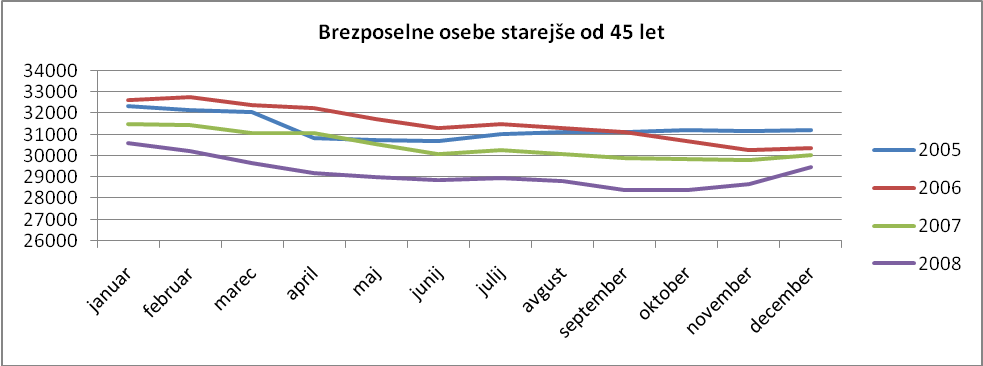 Brezposelne osebe starejše od 45 let
34000
33000
32000
31000
30000
29000
28000
27000
26000
januar
februar
marec
april
maj
junij
julij
avgust
september
oktober
november
december
2005
2006
2007
2008